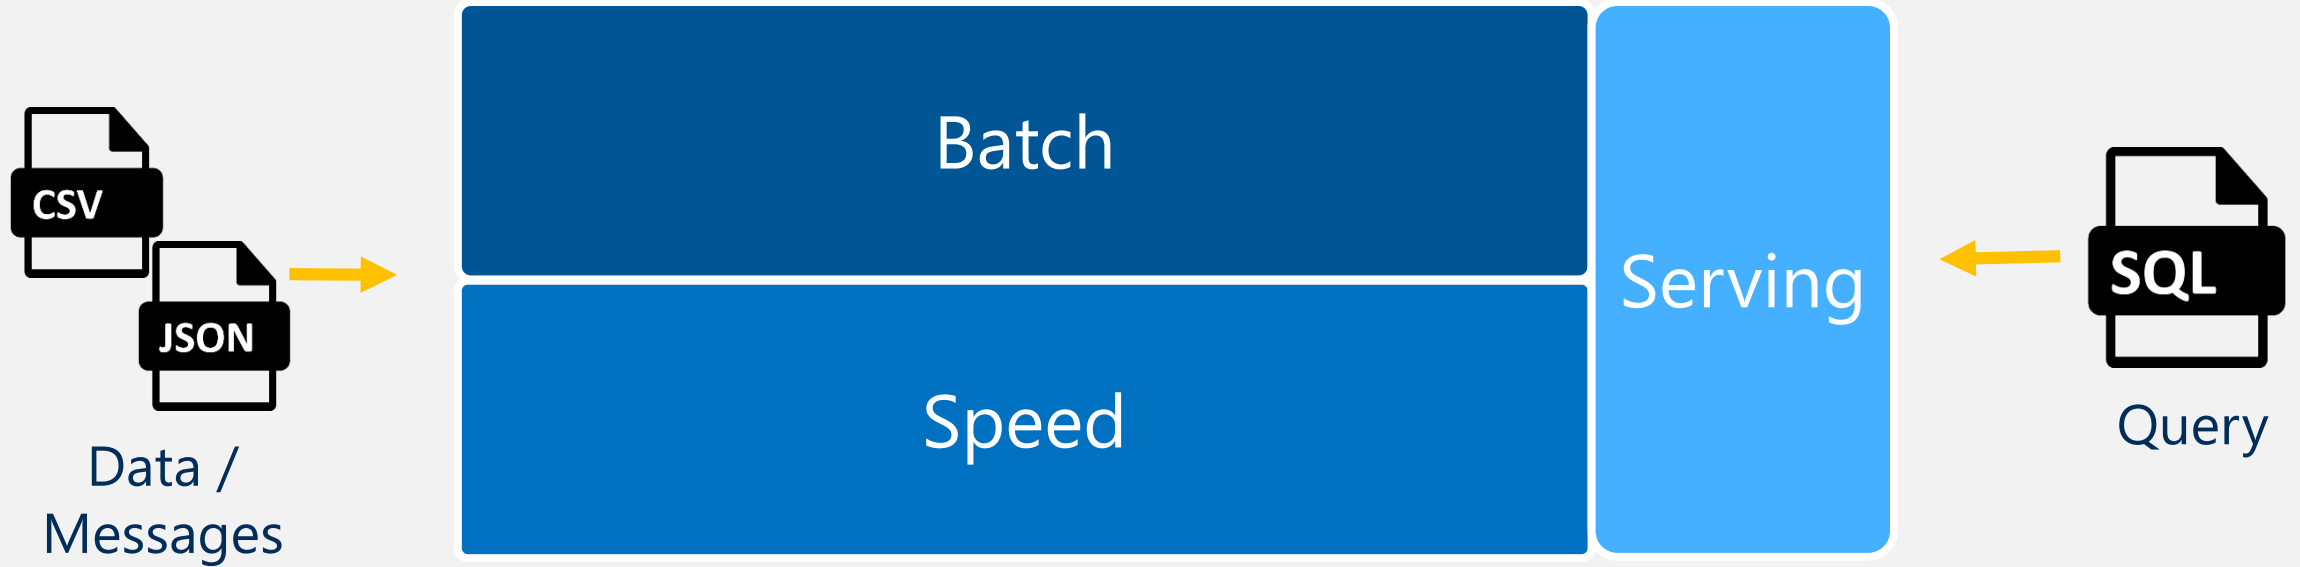 CSV
JSON
Data /
Messages
Batch
Speed
Serving
SQL
Query